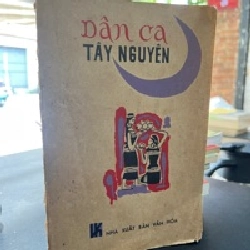 Dân ca
TÂY NGUYÊN
NHÀ XUẤT BẢN VĂN HÓA